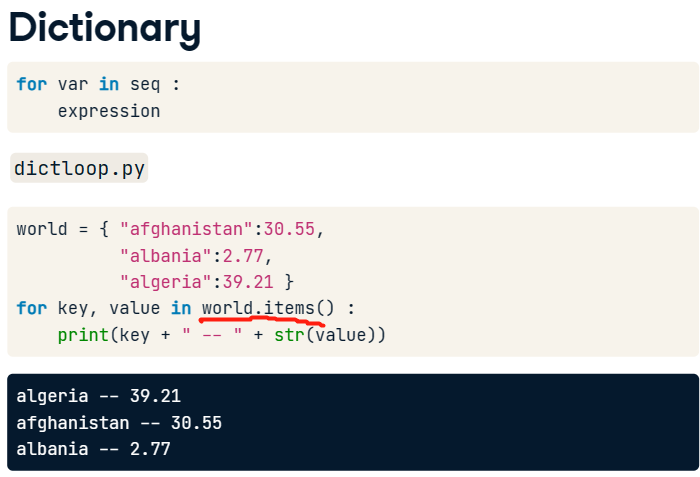 Dictionary
for var in seq :
    expression
dictloop.py
world = { "afghanistan":30.55,
          "albania":2.77,
          "algeria":39.21 }
for key, value in world.items() :
    print(key + " -- " + str(value))
algeria -- 39.21
afghanistan -- 30.55
albania -- 2.77